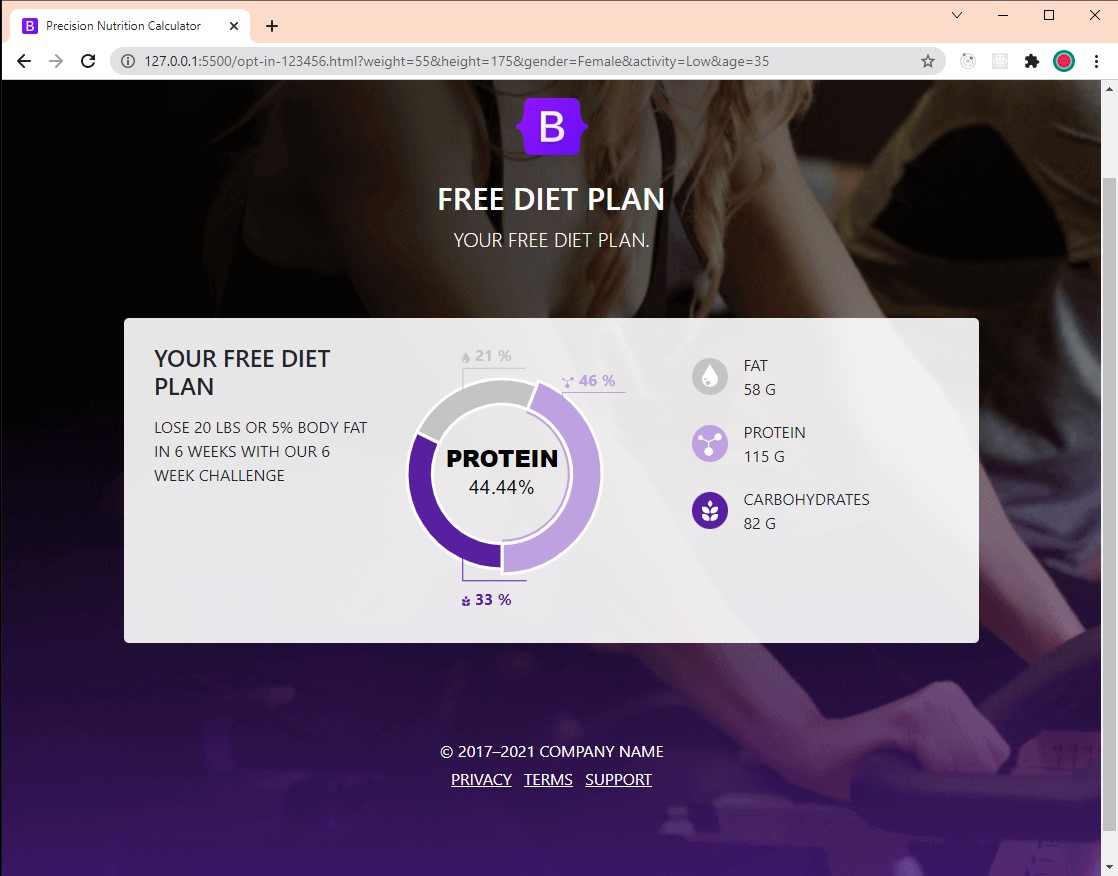 B Precision Nutrition Calculator
127.0.0.1:5500/opt-in-123456.html?weight=55&height=175&gender=Female&activity=Low&age=35
B
FREE DIET PLAN
YOUR FREE DIET PLAN.
YOUR FREE DIET
PLAN
LOSE 20 LBS OR 5% BODY FAT
IN 6 WEEKS WITH OUR 6
WEEK CHALLENGE
21 %
46 %
PROTEIN
44.44%
33 %
FAT
58 G
PROTEIN
115 G
CARBOHYDRATES
82 G
© 2017–2021 COMPANY NAME
PRIVACY TERMS SUPPORT